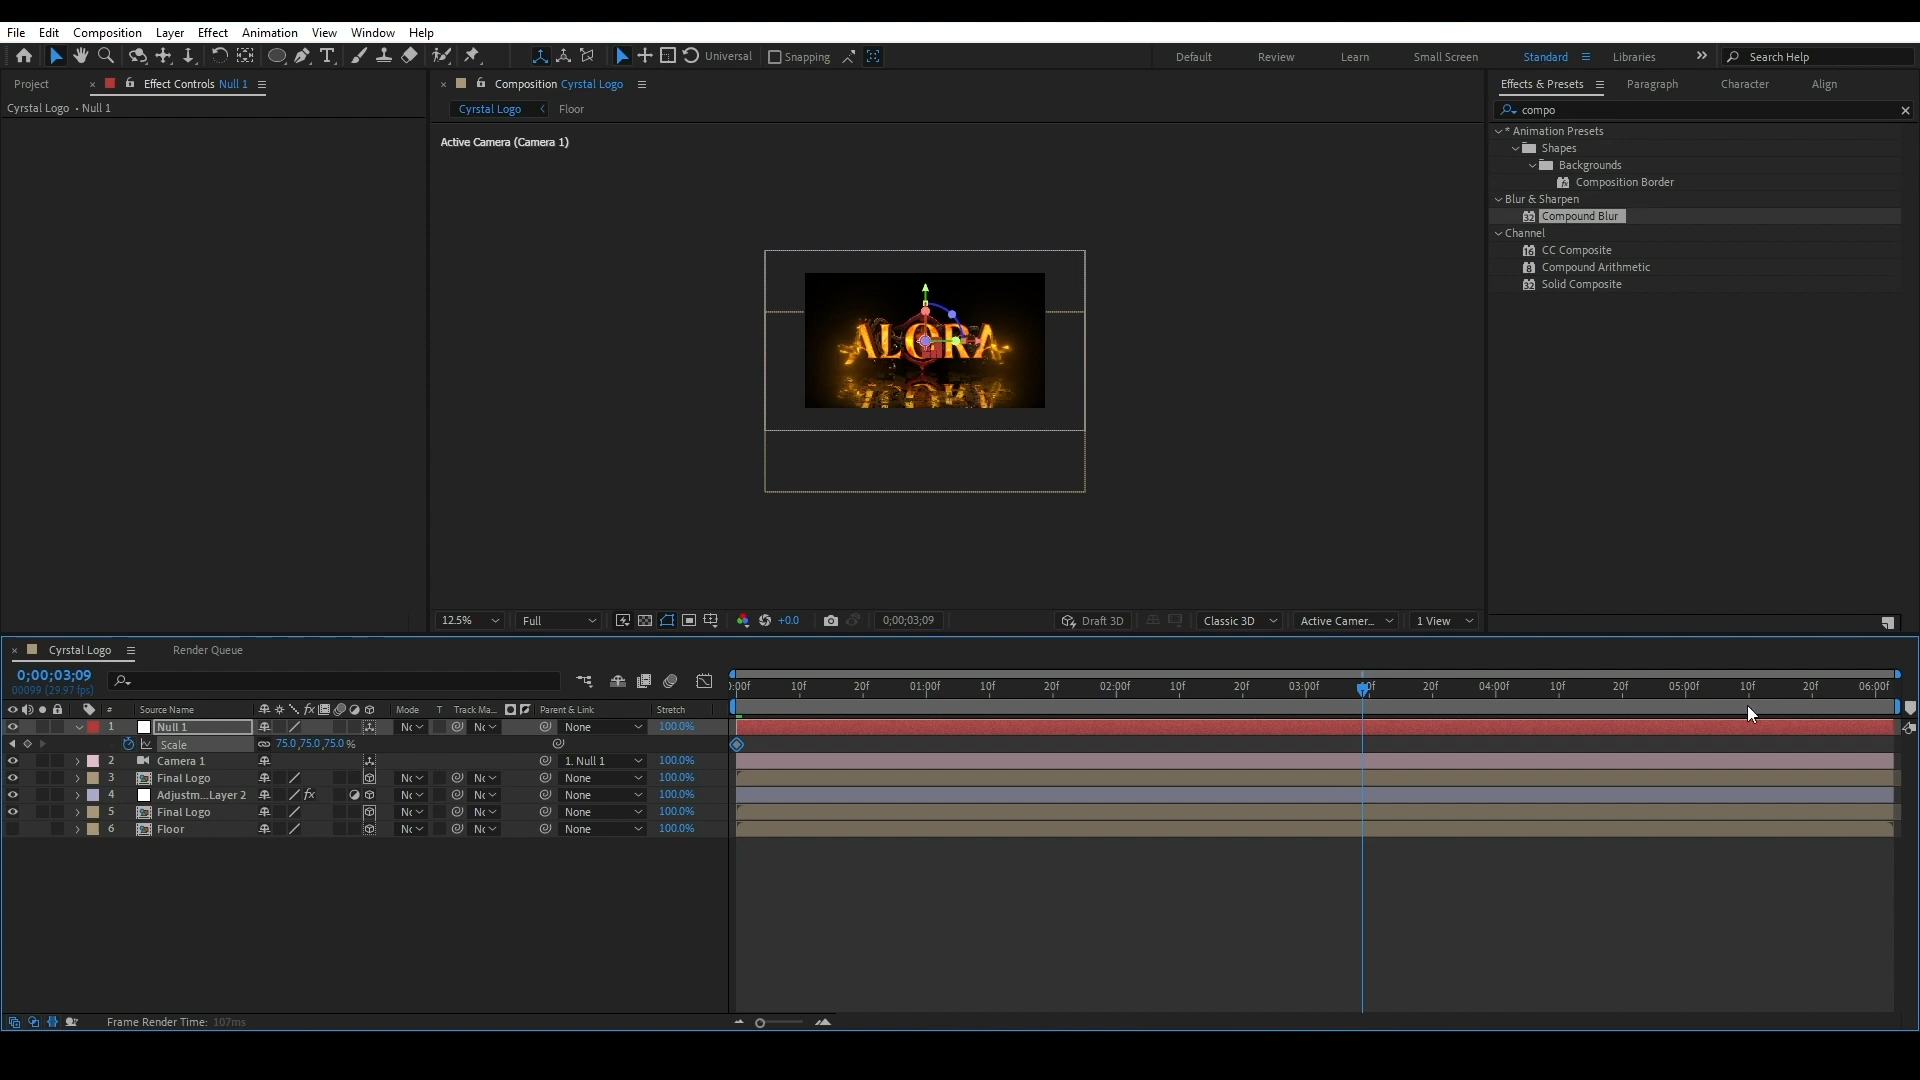 File Edit Composition Layer Effect Animation View Window Help
Universal Snapping Default Review Learn Small Screen Standard Libraries Search Help
Project × Effect Controls Null 1
Cyrstal Logo • Null 1
× Composition Cyrstal Logo
Cyrstal Logo < Floor
Active Camera (Camera 1)
ALORA
12.5% Full +0.0 0;00;03;09 Draft 3D Classic 3D Active Camer... 1 View
Effects & Presets Paragraph Character Align
compo
* Animation Presets
Shapes
Backgrounds
Composition Border
Blur & Sharpen
32 Compound Blur
Channel
16 CC Composite
8 Compound Arithmetic
32 Solid Composite
× Cyrstal Logo Render Queue
0;00;03;09
00099 (29.97 fps)
:00f 10f 20f 01:00f 10f 20f 02:00f 10f 20f 03:00f 20f 04:00f 10f 20f 05:00f 10f 20f 06:00f
# Source Name Mode T Track Ma... Parent & Link Stretch
1 Null 1 Nc None 100.0%
Scale 75.0,75.0,75.0%
2 Camera 1 1. Null 1 100.0%
3 Final Logo Nc Nc None 100.0%
4 Adjustm...Layer 2 fx Nc Nc None 100.0%
5 Final Logo Nc Nc None 100.0%
6 Floor Nc Nc None 100.0%
Frame Render Time: 107ms